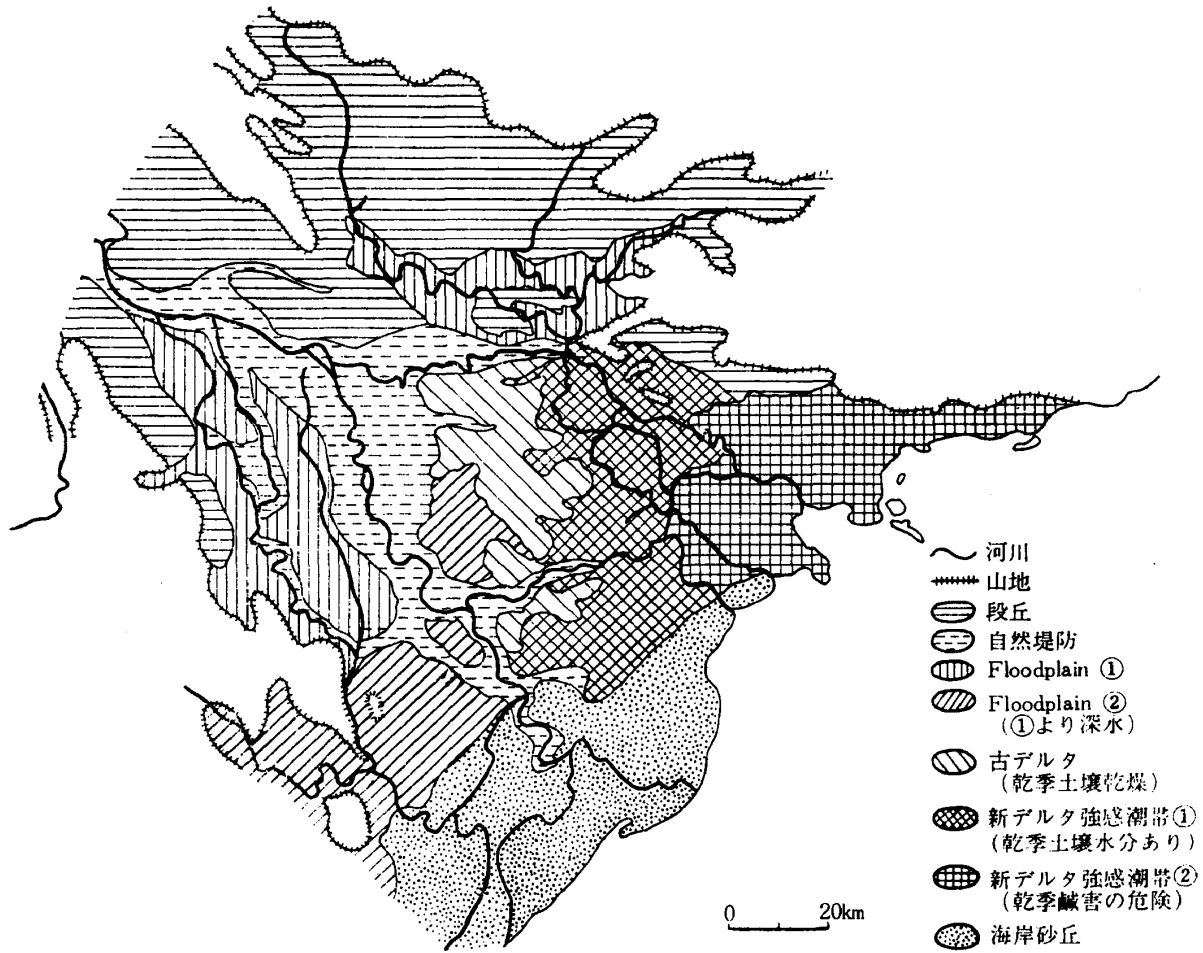 河川
山地
段丘
自然堤防
Floodplain ①
Floodplain ②
(①より深水)
古デルタ
(乾季土壌乾燥)
新デルタ強感潮帯①
(乾季土壌水分あり)
新デルタ強感潮帯②
(乾季鹹害の危険)
海岸砂丘
0 20km